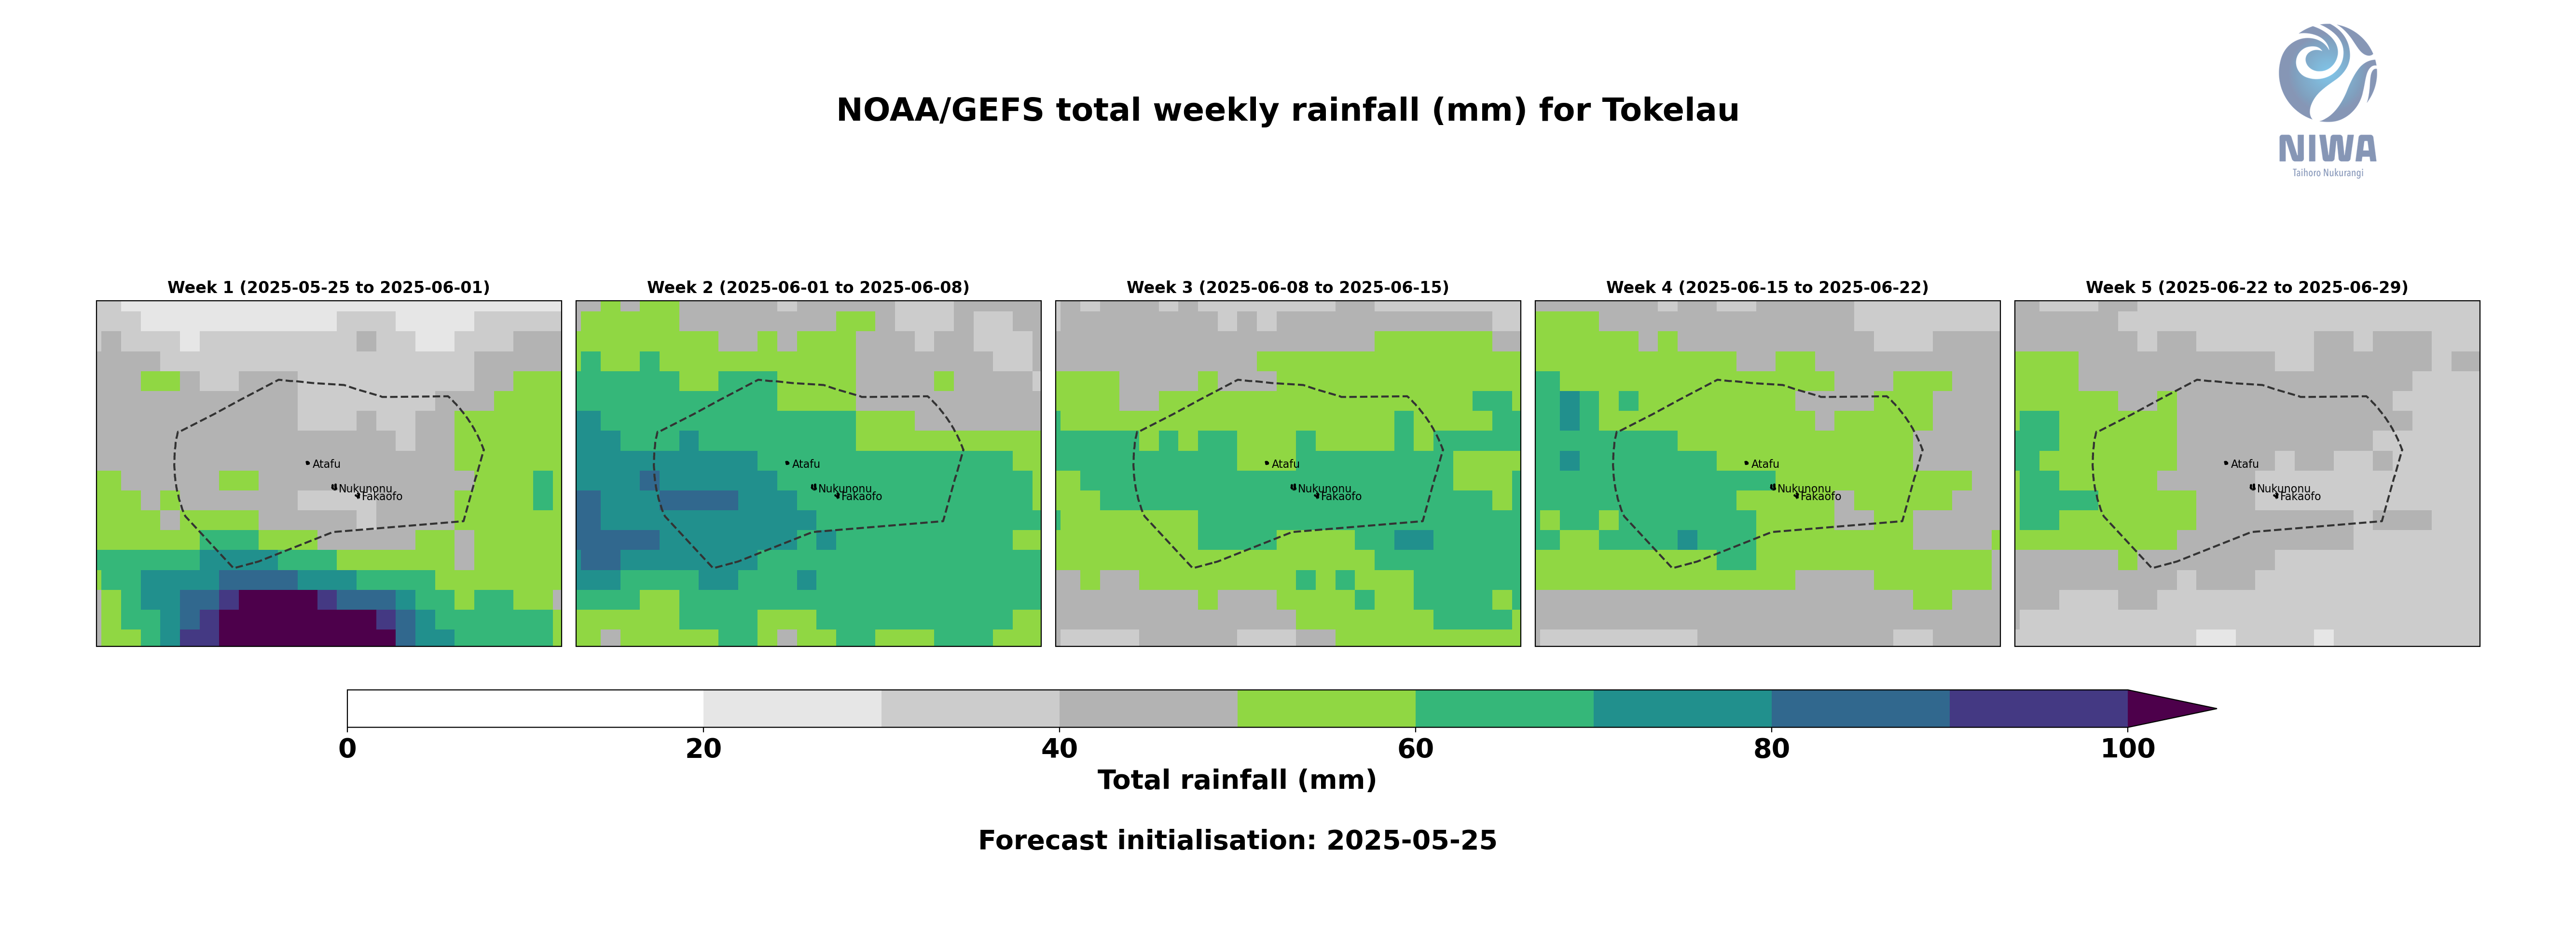 NOAA/GEFS total weekly rainfall (mm) for Tokelau
NIWA
Taihoro Nukurangi
Week 1 (2025-05-25 to 2025-06-01)
Week 2 (2025-06-01 to 2025-06-08)
Week 3 (2025-06-08 to 2025-06-15)
Week 4 (2025-06-15 to 2025-06-22)
Week 5 (2025-06-22 to 2025-06-29)
Atafu
Nukunonu
Fakaofo
Atafu
Nukunonu
Fakaofo
Atafu
Nukunonu
Fakaofo
Atafu
Nukunonu
Fakaofo
Atafu
Nukunonu
Fakaofo
0 20 40 60 80 100
Total rainfall (mm)
Forecast initialisation: 2025-05-25